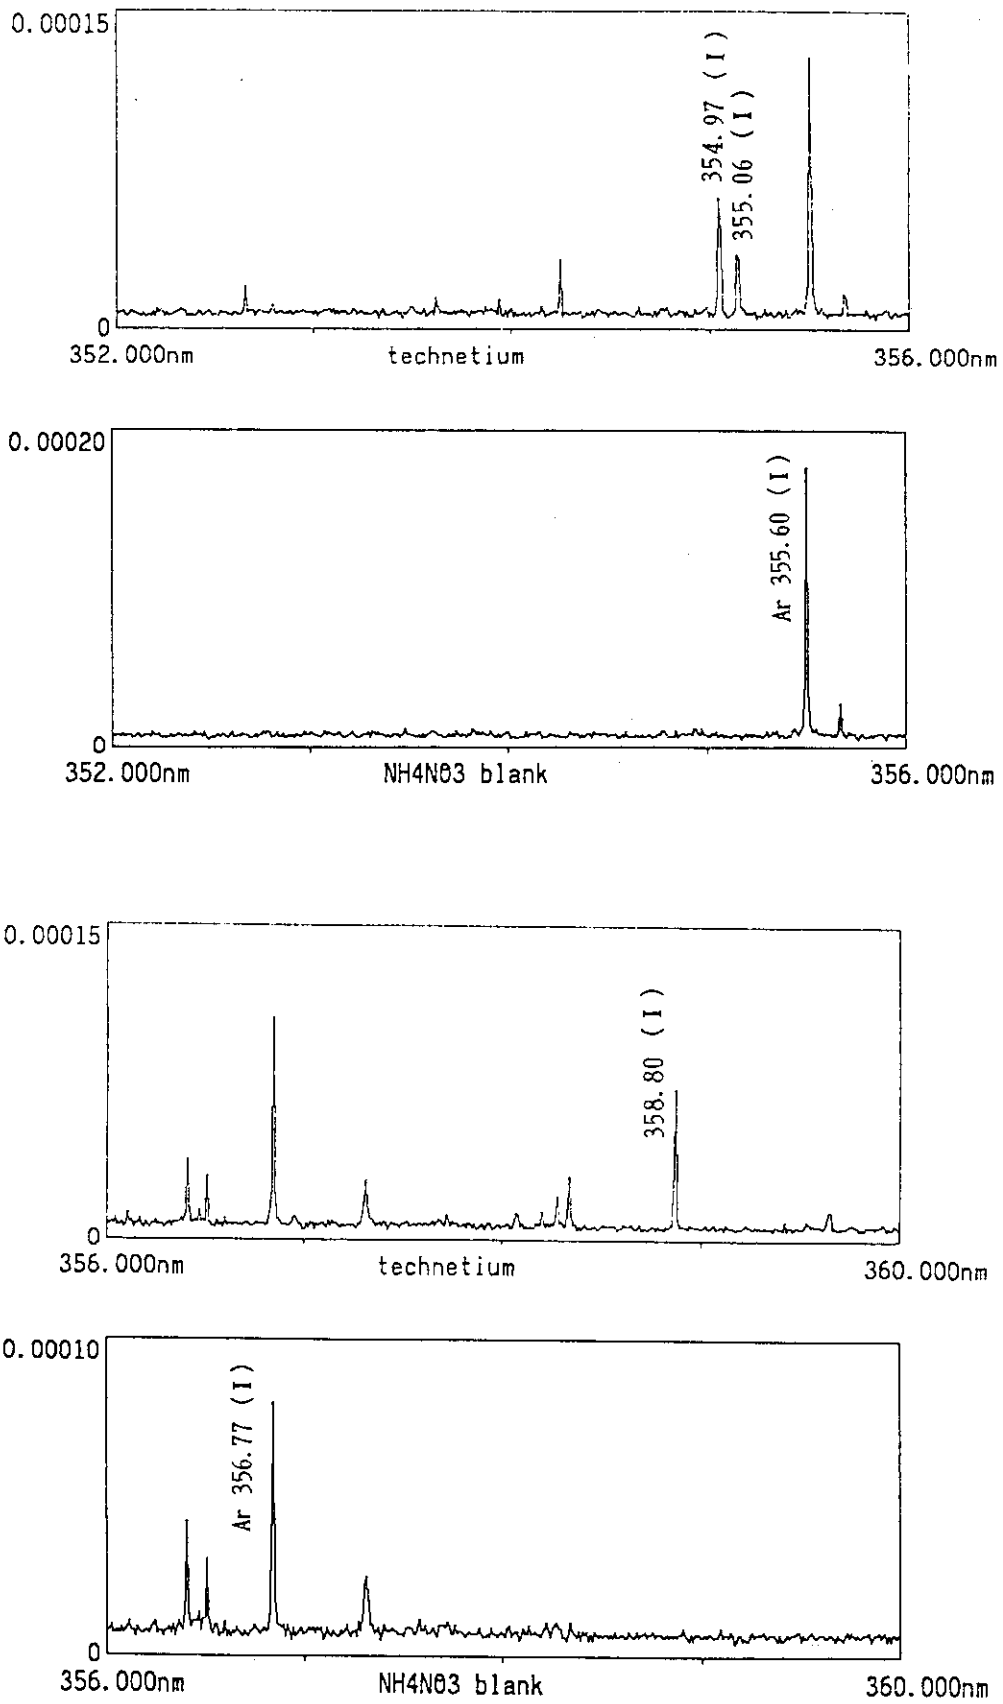 0.00015
354.97 (I)
355.06 (I)
0
352.000nm technetium 356.000nm
0.00020
Ar 355.60 (I)
0
352.000nm NH4N03 blank 356.000nm
0.00015
358.80 (I)
0
356.000nm technetium 360.000nm
0.00010
Ar 356.77 (I)
0
356.000nm NH4N03 blank 360.000nm